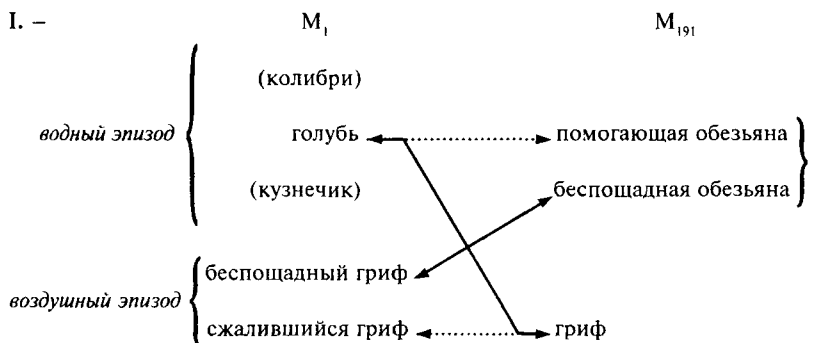 I. – M₁ M₁₉₁
(колибри)
водный эпизод голубь помогающая обезьяна
(кузнечик) беспощадная обезьяна
беспощадный гриф
воздушный эпизод
сжалившийся гриф гриф